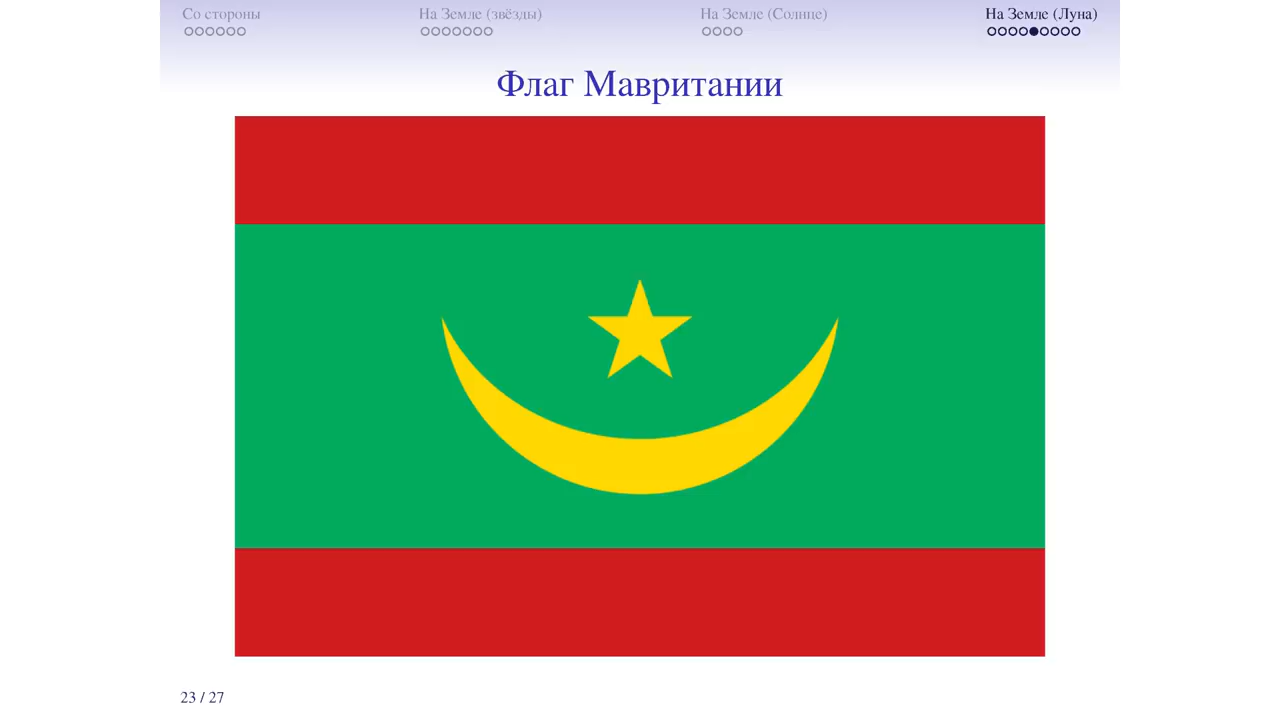 Со стороны На Земле (звёзды) На Земле (Солнце) На Земле (Луна)
Флаг Мавритании
23 / 27